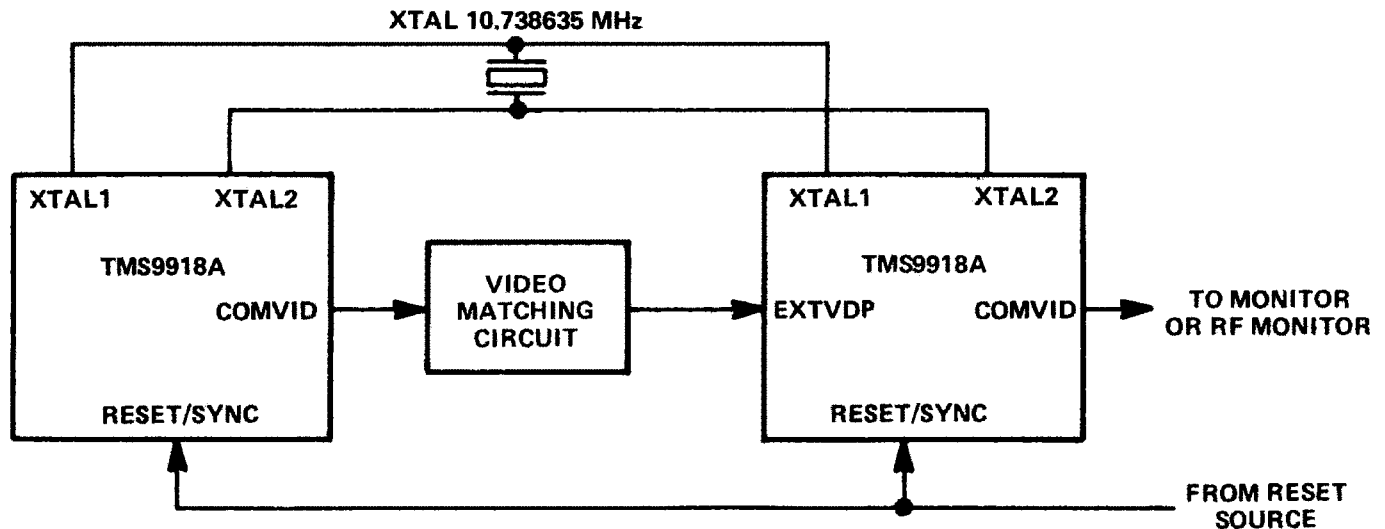 XTAL 10.738635 MHz
XTAL1 XTAL2
TMS9918A
COMVID
RESET/SYNC
VIDEO
MATCHING
CIRCUIT
XTAL1 XTAL2
TMS9918A
EXTVDP COMVID
RESET/SYNC
TO MONITOR
OR RF MONITOR
FROM RESET
SOURCE